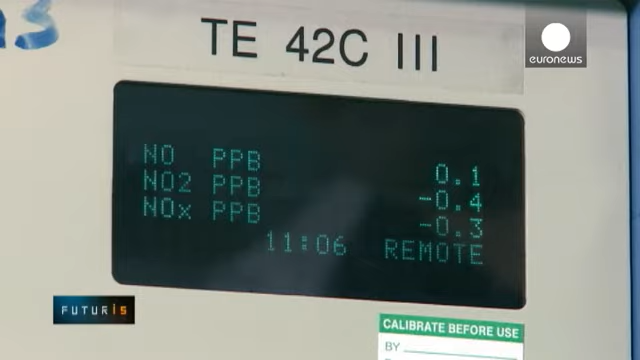 TE 42C III
euronews
NO PPB 0.1
NO2 PPB -0.4
NOx PPB -0.3
11:06 REMOTE
FUTURIS
CALIBRATE BEFORE USE
BY